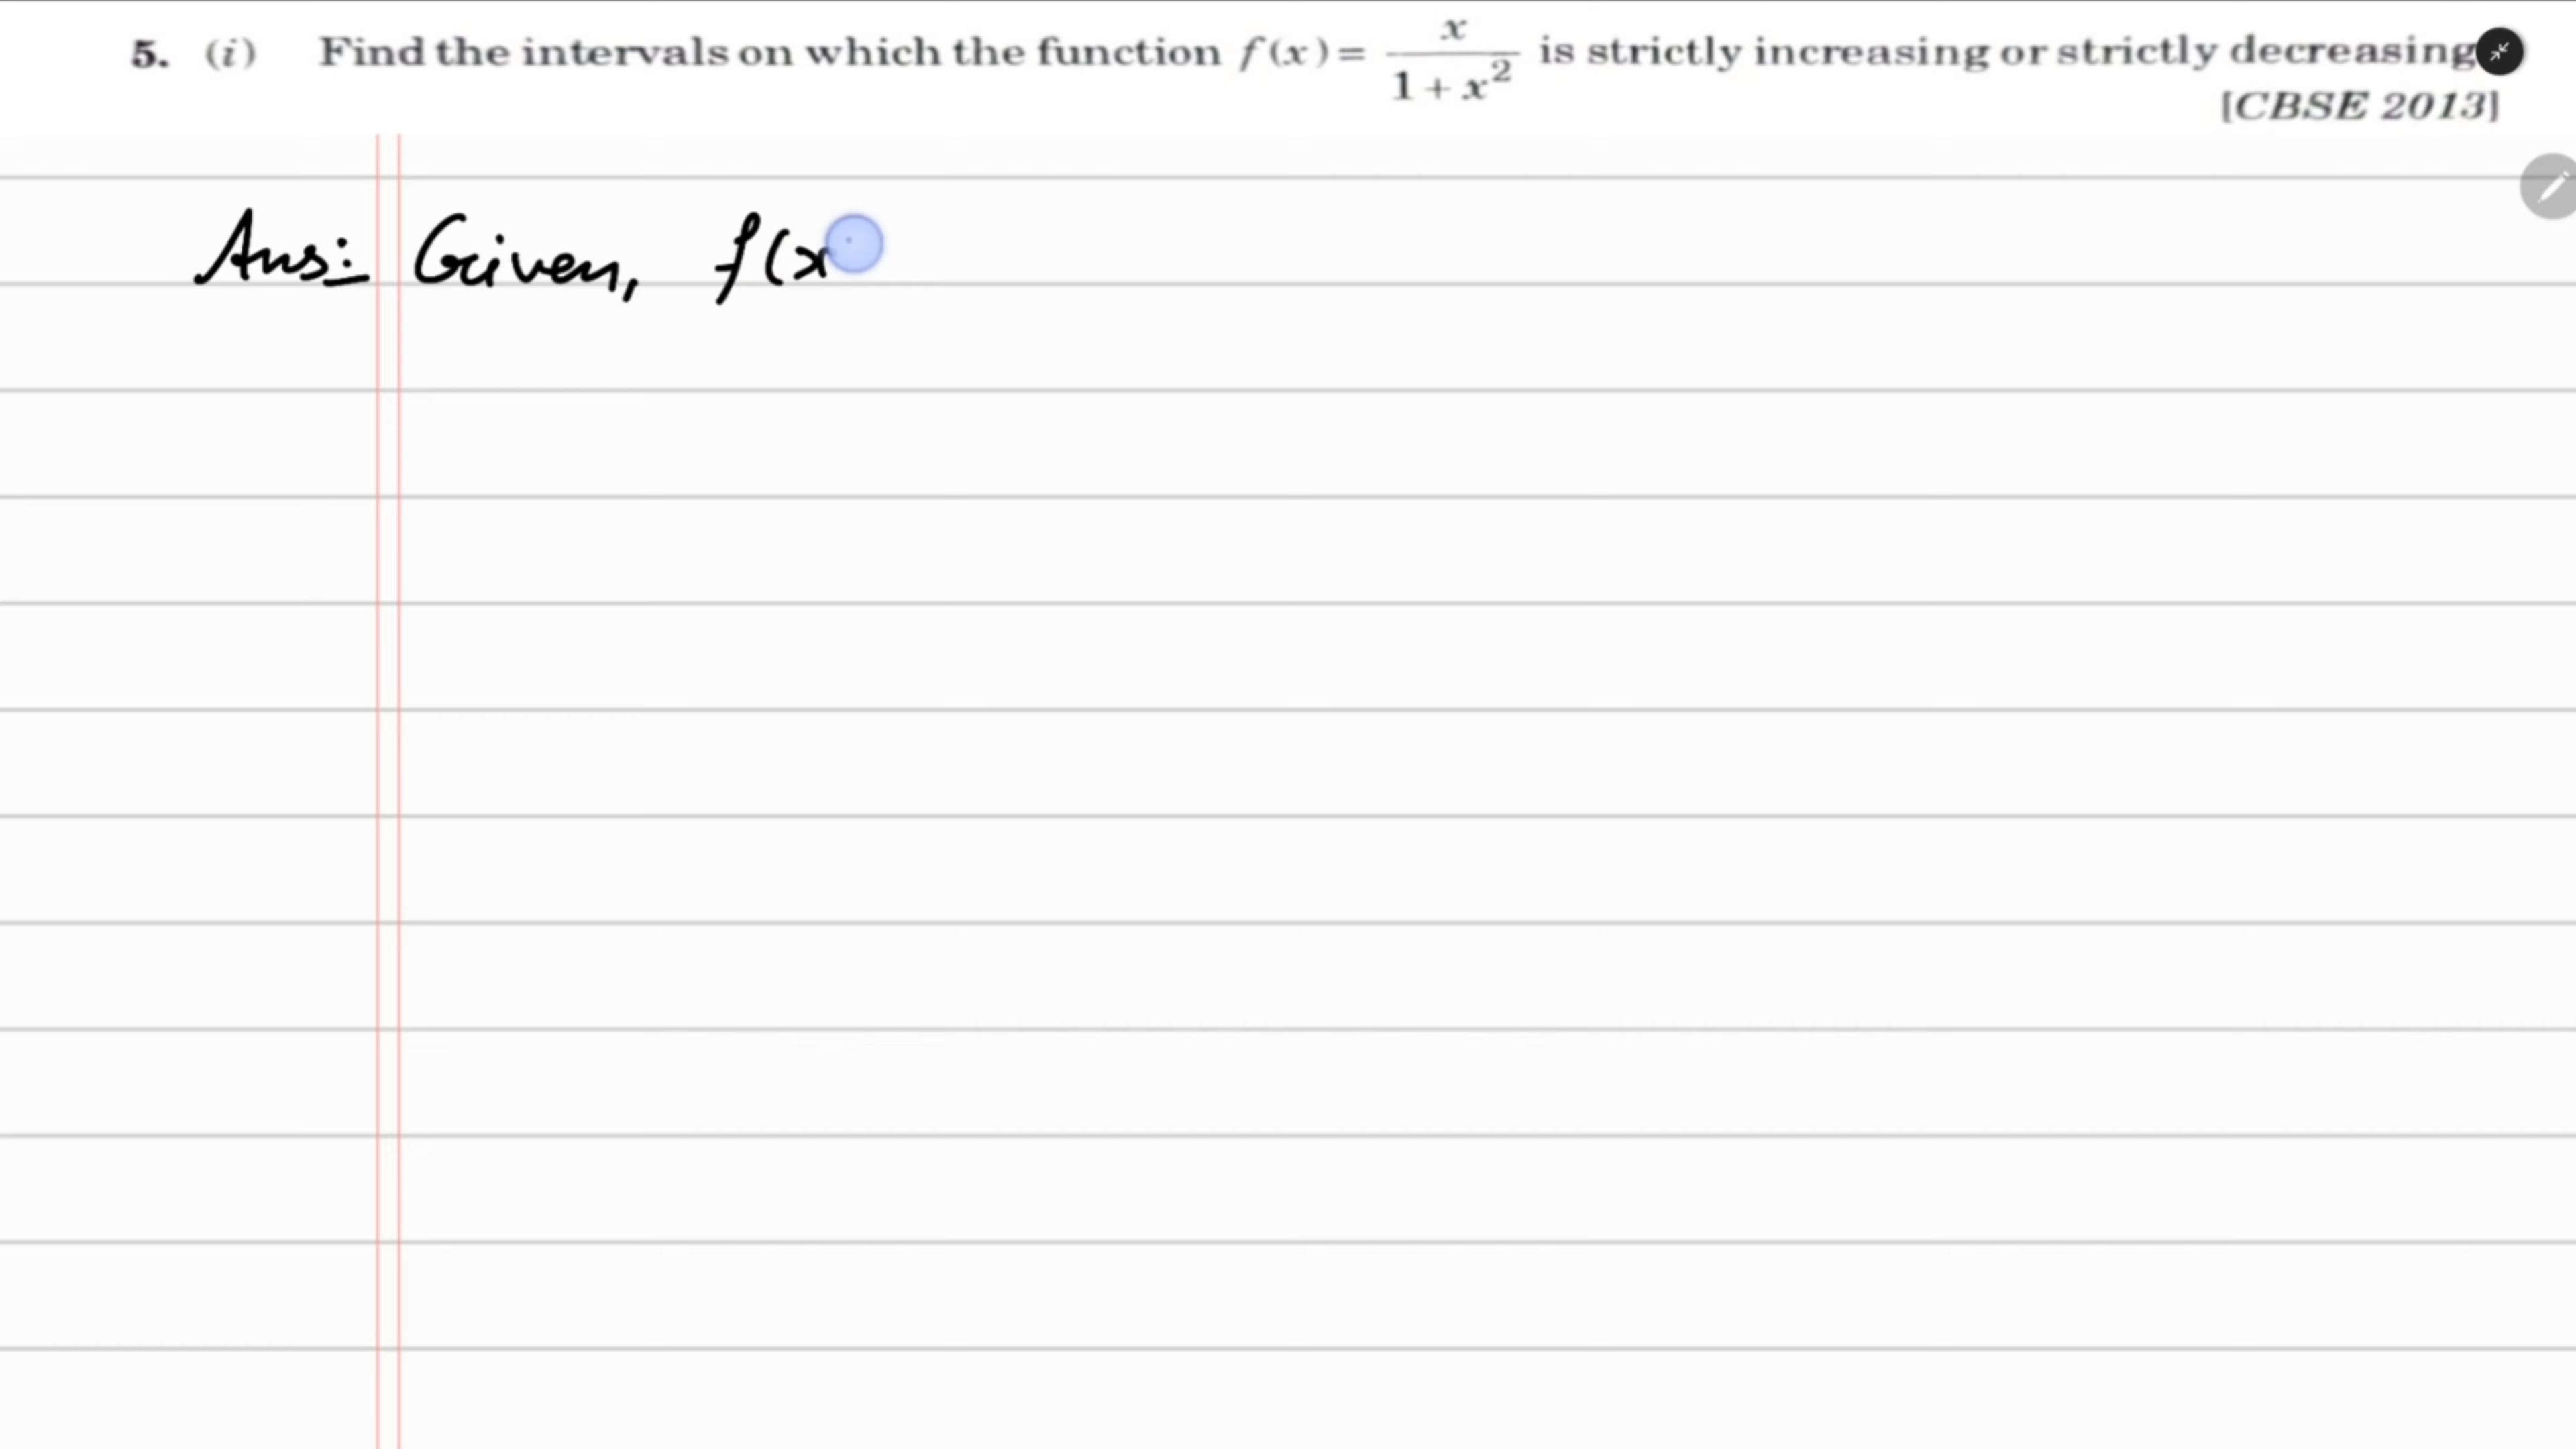 5. (i) Find the intervals on which the function f(x) = x/(1 + x²) is strictly increasing or strictly decreasing
[CBSE 2013]
Ans:- Given, f(x